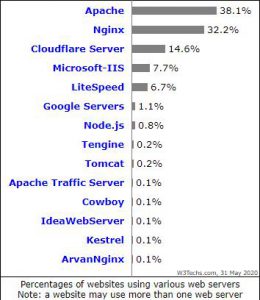 Apache 38.1%
Nginx 32.2%
Cloudflare Server 14.6%
Microsoft-IIS 7.7%
LiteSpeed 6.7%
Google Servers 1.1%
Node.js 0.8%
Tengine 0.2%
Tomcat 0.2%
Apache Traffic Server 0.1%
Cowboy 0.1%
IdeaWebServer 0.1%
Kestrel 0.1%
ArvanNginx 0.1%
W3Techs.com, 31 May 2020
Percentages of websites using various web servers
Note: a website may use more than one web server